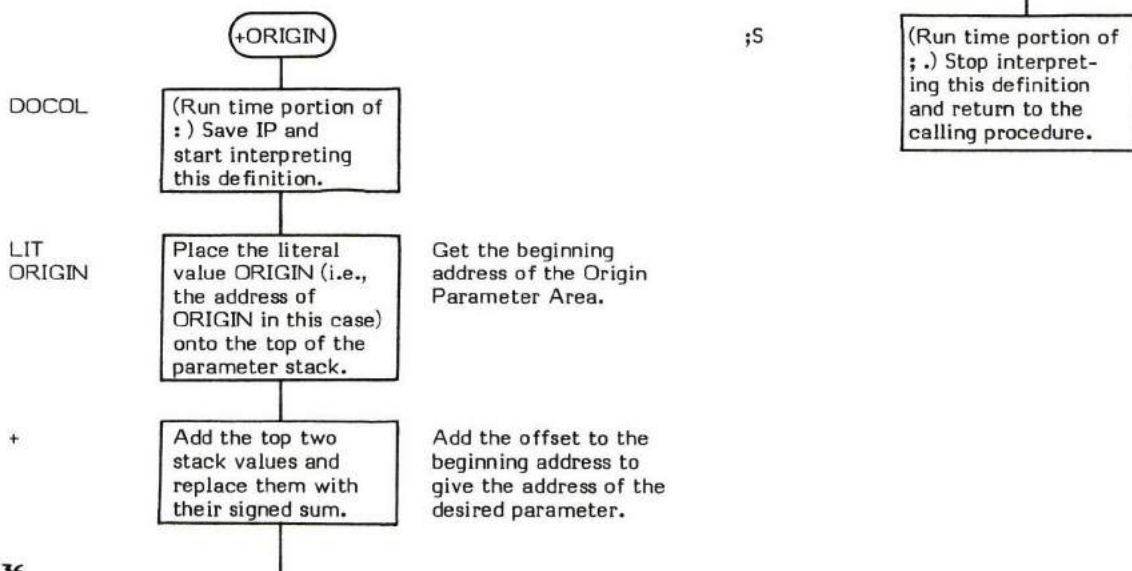 +ORIGIN
DOCOL
(Run time portion of
: ) Save IP and
start interpreting
this definition.
LIT
ORIGIN
Place the literal
value ORIGIN (i.e.,
the address of
ORIGIN in this case)
onto the top of the
parameter stack.
Get the beginning
address of the Origin
Parameter Area.
+
Add the top two
stack values and
replace them with
their signed sum.
Add the offset to the
beginning address to
give the address of the
desired parameter.
;S
(Run time portion of
; .) Stop interpret-
ing this definition
and return to the
calling procedure.